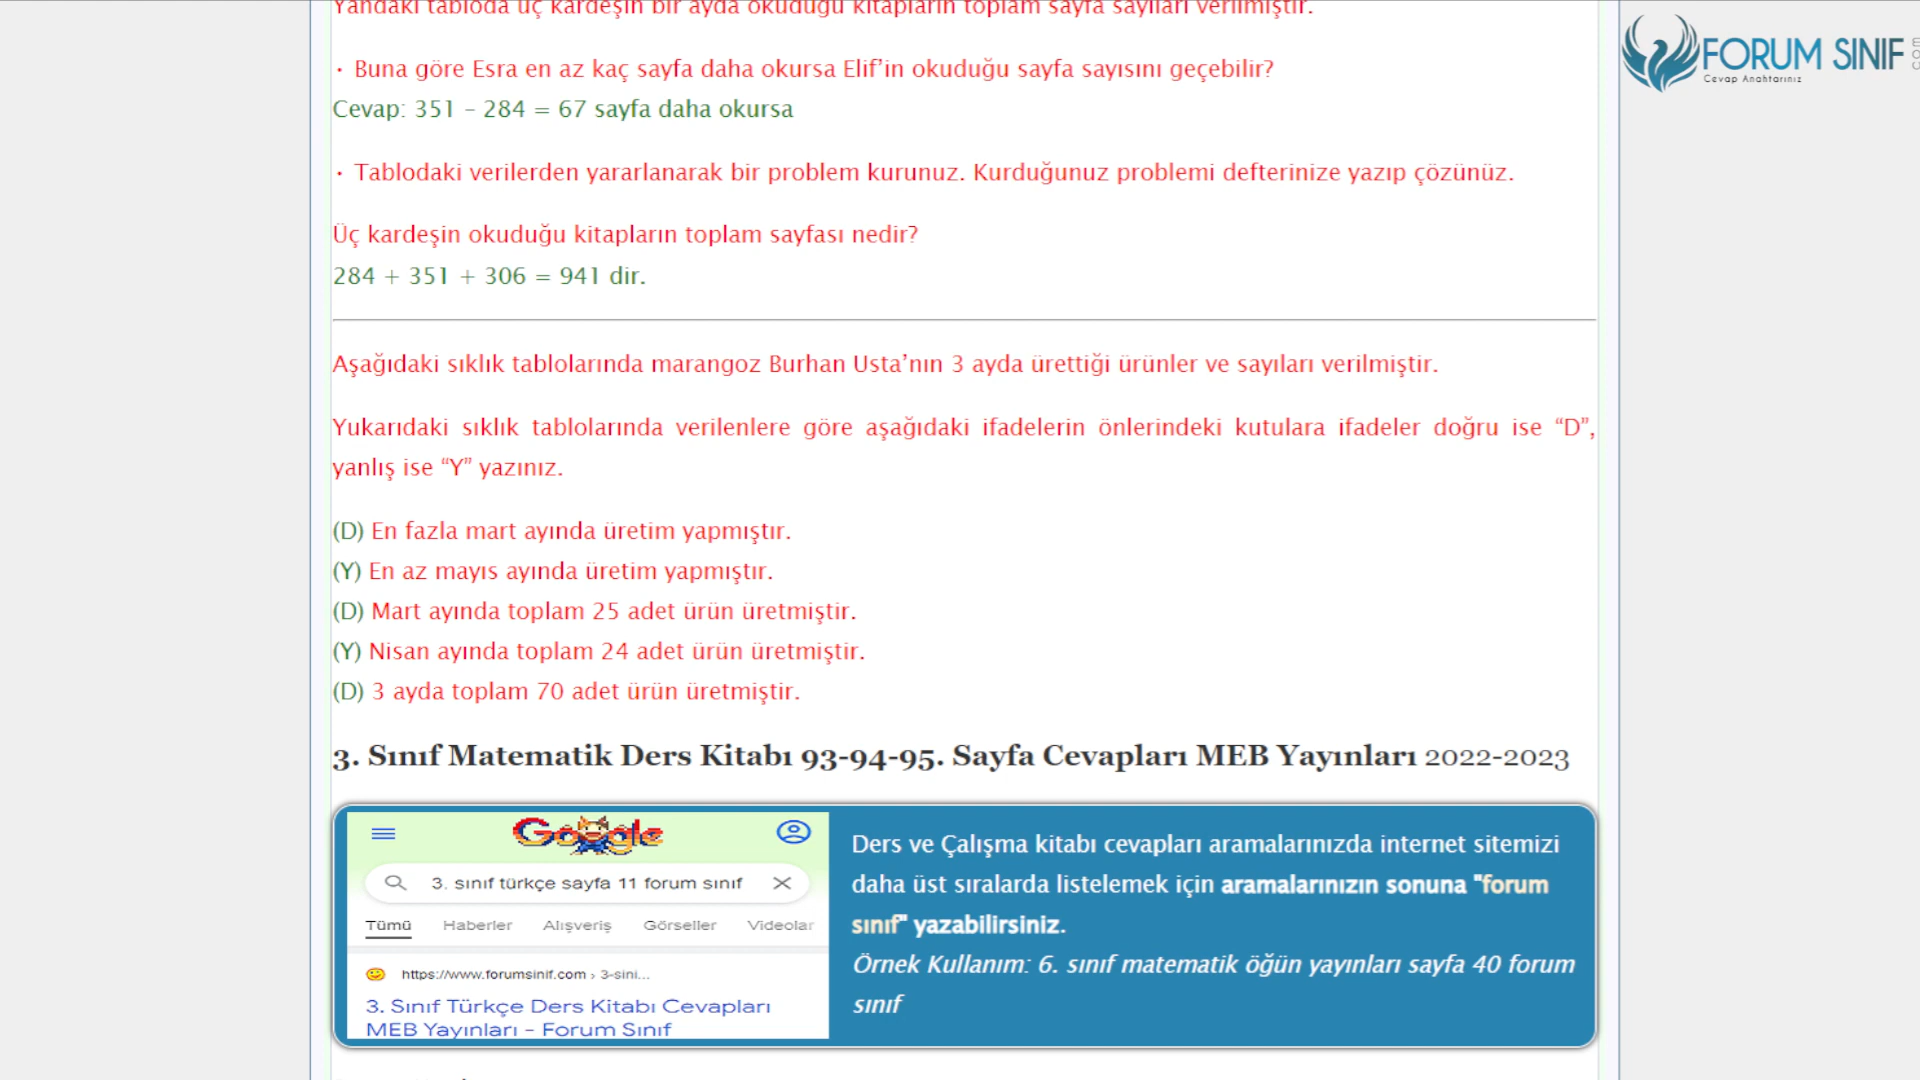 Yandaki tabloda üç kardeşin bir ayda okuduğu kitapların toplam sayfa sayıları verilmiştir.
• Buna göre Esra en az kaç sayfa daha okursa Elif’in okuduğu sayfa sayısını geçebilir?
Cevap: 351 – 284 = 67 sayfa daha okursa
• Tablodaki verilerden yararlanarak bir problem kurunuz. Kurduğunuz problemi defterinize yazıp çözünüz.
Üç kardeşin okuduğu kitapların toplam sayfası nedir?
284 + 351 + 306 = 941 dir.
Aşağıdaki sıklık tablolarında marangoz Burhan Usta’nın 3 ayda ürettiği ürünler ve sayıları verilmiştir.
Yukarıdaki sıklık tablolarında verilenlere göre aşağıdaki ifadelerin önlerindeki kutulara ifadeler doğru ise “D”,
yanlış ise “Y” yazınız.
(D) En fazla mart ayında üretim yapmıştır.
(Y) En az mayıs ayında üretim yapmıştır.
(D) Mart ayında toplam 25 adet ürün üretmiştir.
(Y) Nisan ayında toplam 24 adet ürün üretmiştir.
(D) 3 ayda toplam 70 adet ürün üretmiştir.
3. Sınıf Matematik Ders Kitabı 93-94-95. Sayfa Cevapları MEB Yayınları 2022-2023
Google
3. sınıf türkçe sayfa 11 forum sınıf
Tümü Haberler Alışveriş Görseller Videolar
https://www.forumsinif.com › 3-sini...
3. Sınıf Türkçe Ders Kitabı Cevapları
MEB Yayınları - Forum Sınıf
Ders ve Çalışma kitabı cevapları aramalarınızda internet sitemizi
daha üst sıralarda listelemek için aramalarınızın sonuna "forum
sınıf" yazabilirsiniz.
Örnek Kullanım: 6. sınıf matematik öğün yayınları sayfa 40 forum
sınıf
FORUM SINIF
Cevap Anahtarınız